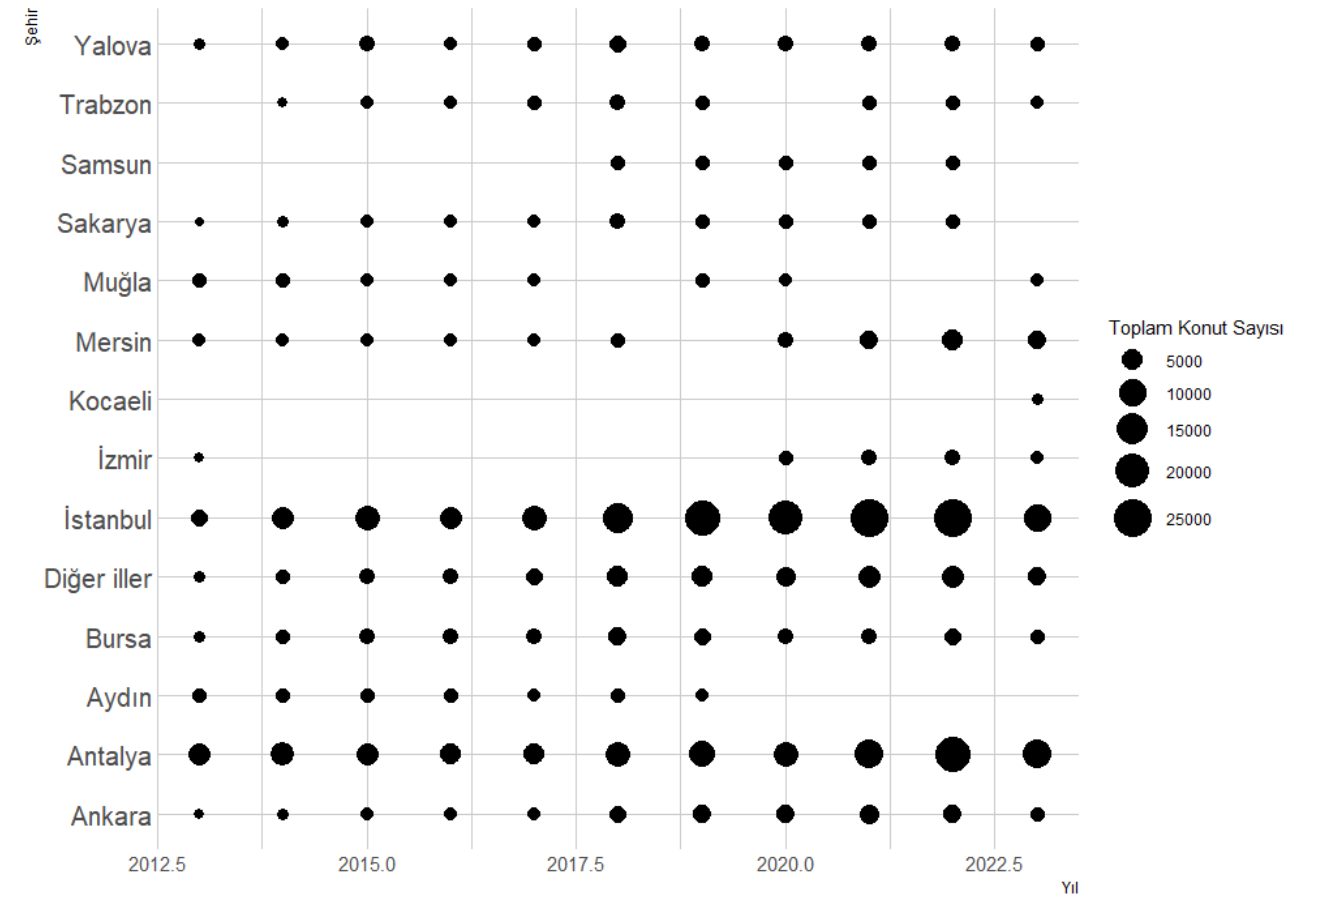 Şehir
Yalova
Trabzon
Samsun
Sakarya
Muğla
Mersin
Kocaeli
İzmir
İstanbul
Diğer iller
Bursa
Aydın
Antalya
Ankara
2012.5 2015.0 2017.5 2020.0 2022.5
Yıl
Toplam Konut Sayısı
5000
10000
15000
20000
25000